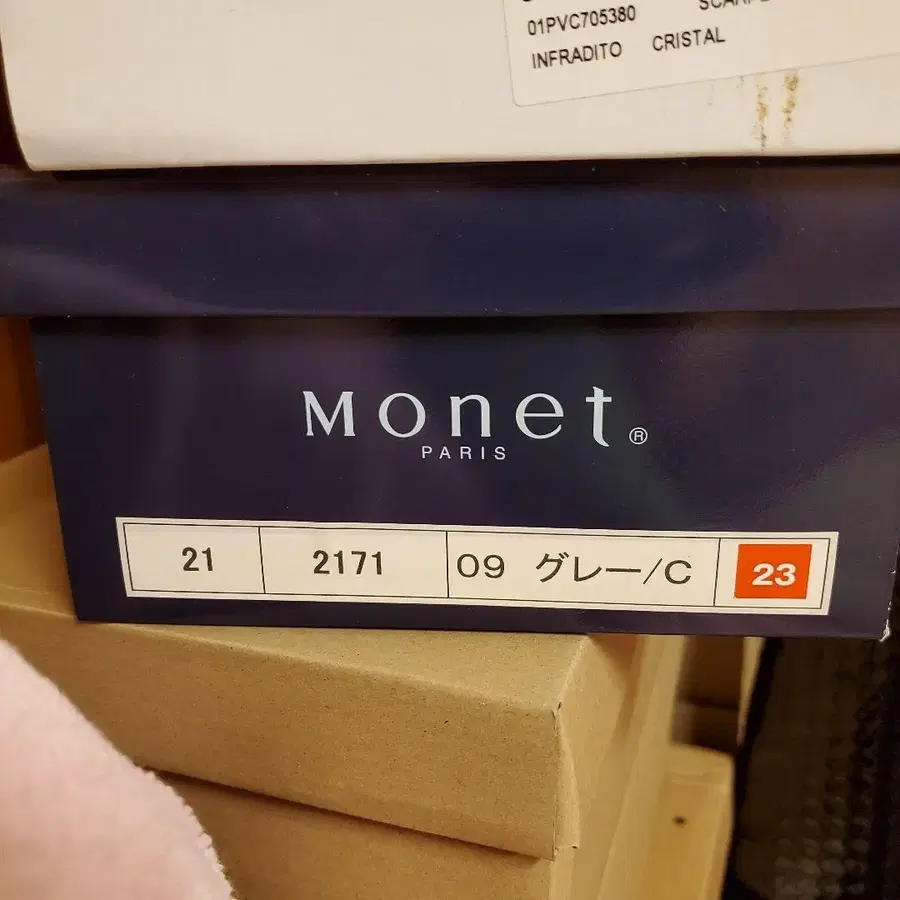 01PVC705380
INFRADITO CRISTAL
Monet®
PARIS
21 2171 09 グレー/C 23